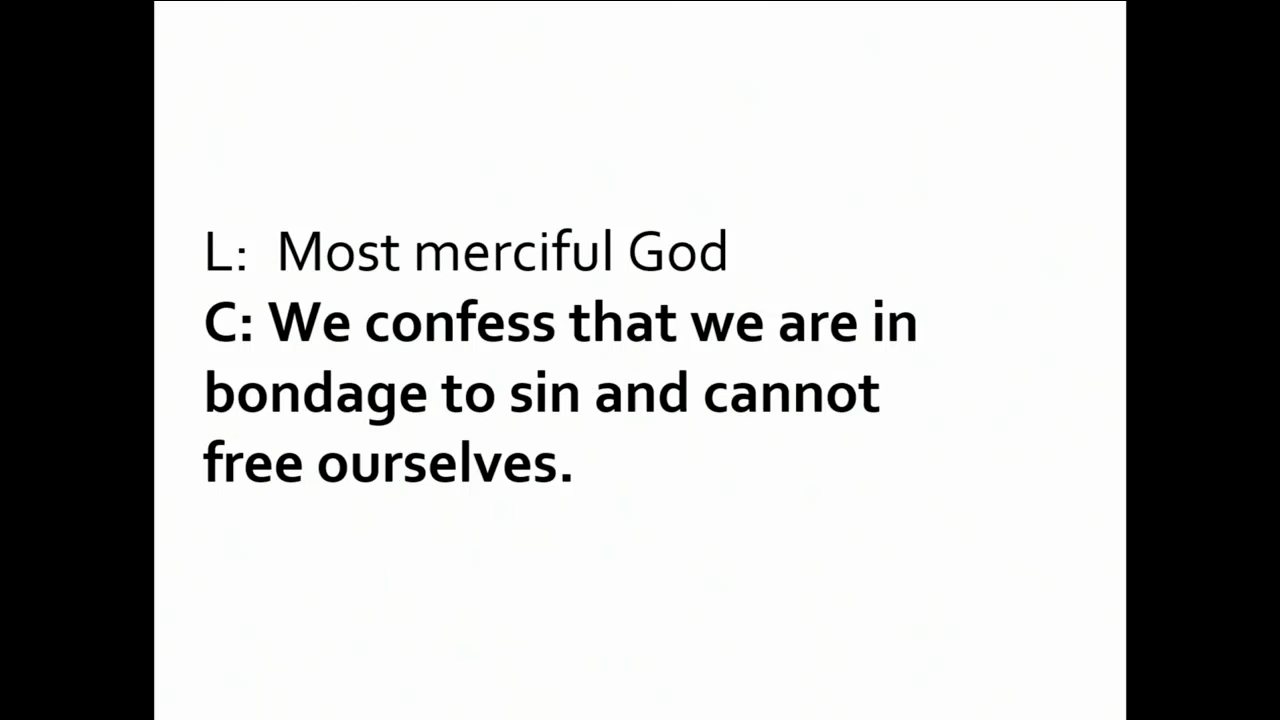 L:  Most merciful God
C: We confess that we are in
bondage to sin and cannot
free ourselves.